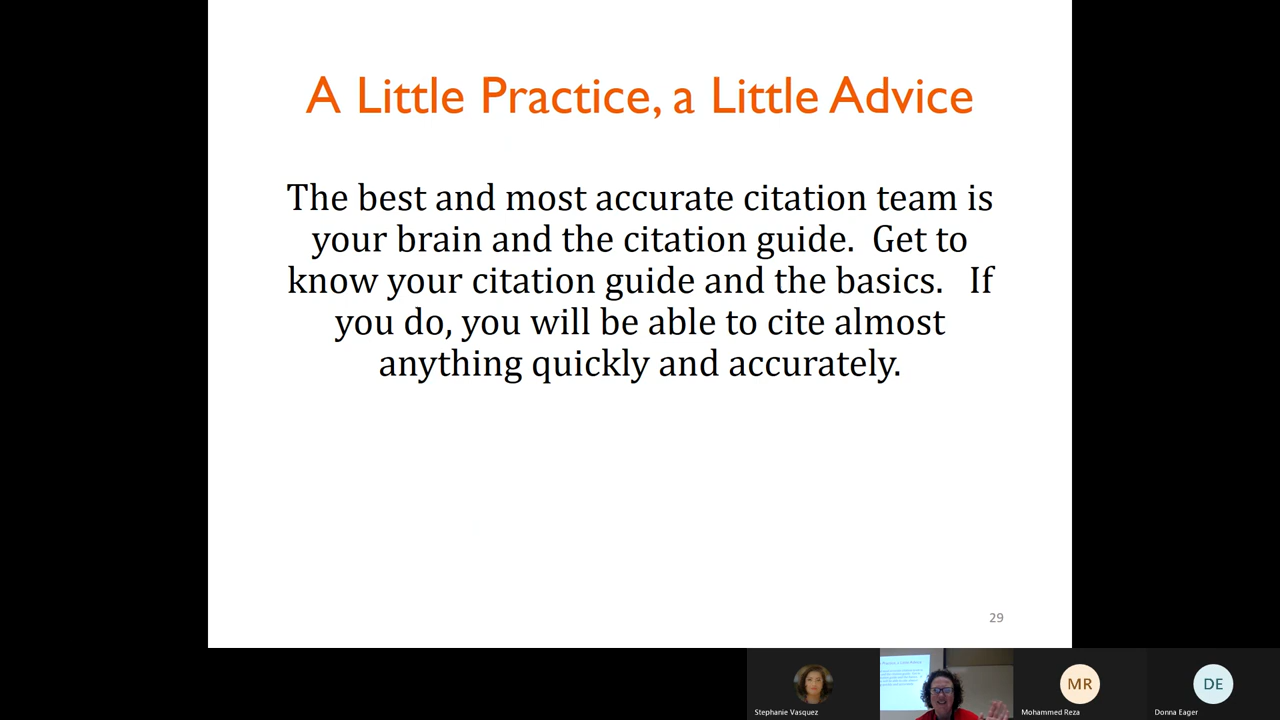 A Little Practice, a Little Advice
The best and most accurate citation team is
your brain and the citation guide.  Get to
know your citation guide and the basics.   If
you do, you will be able to cite almost
anything quickly and accurately.
29
Stephanie Vasquez
MR
Mohammed Reza
DE
Donna Eager